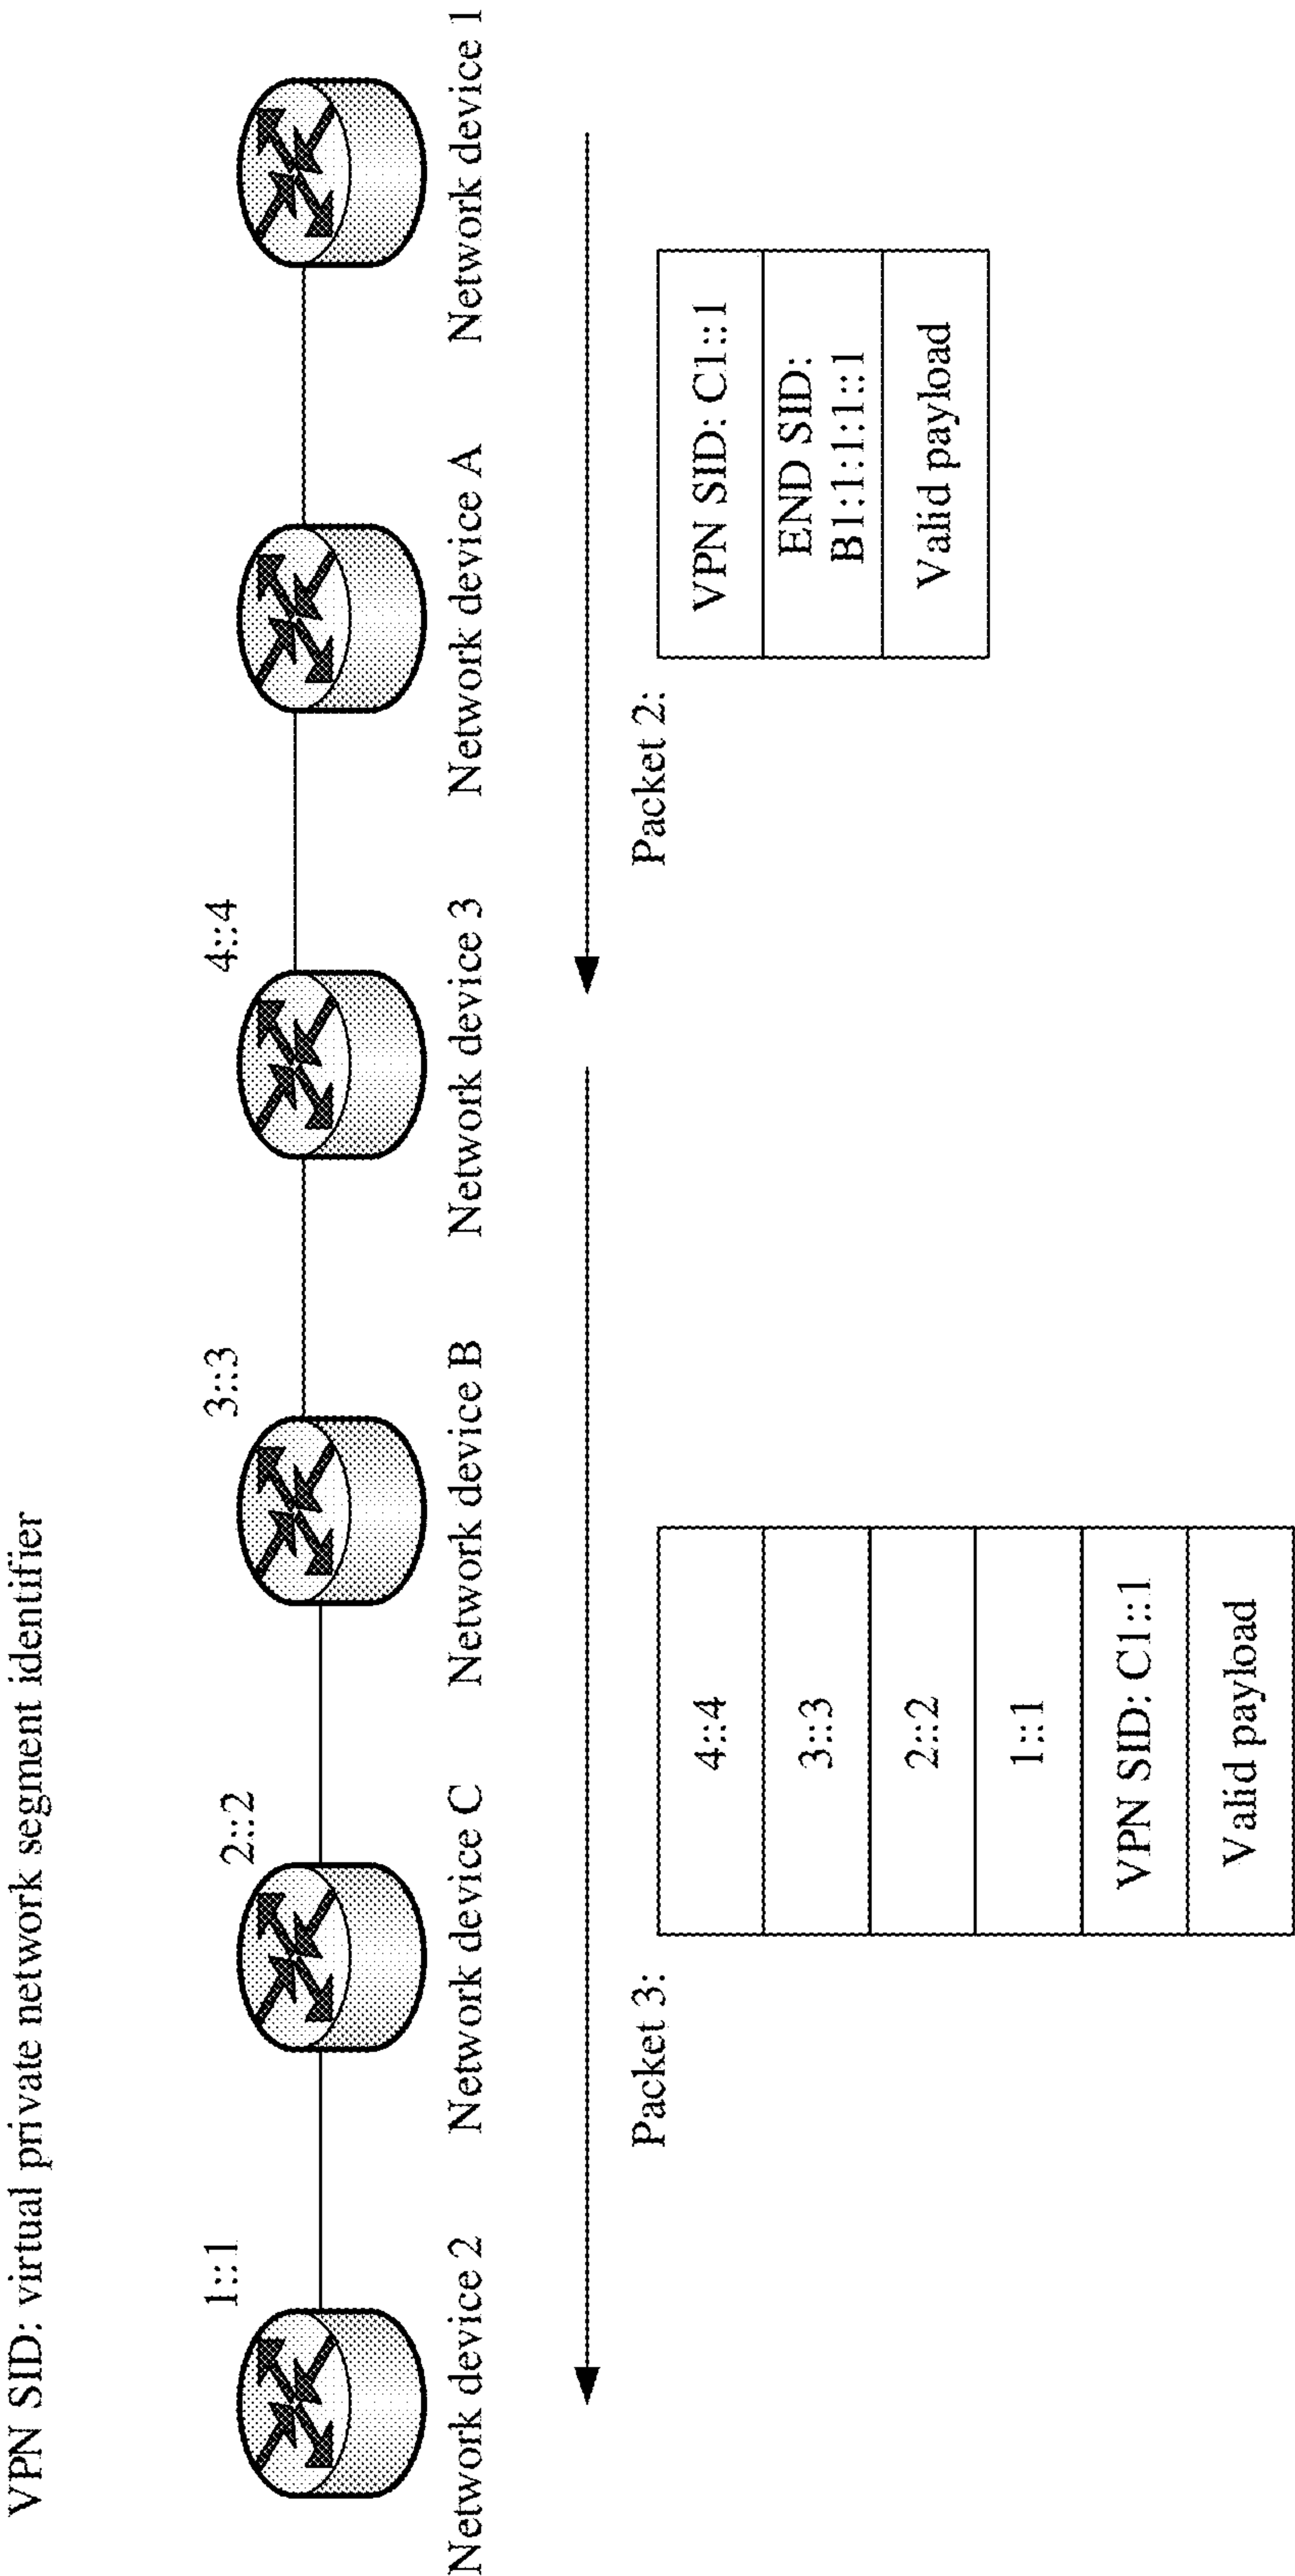 VPN SID: virtual private network segment identifier
1::1
2::2
3::3
4::4
Network device 2
Network device C
Network device B
Network device 3
Network device A
Network device 1
Packet 3:
4::4
3::3
2::2
1::1
VPN SID: C1::1
Valid payload
Packet 2:
VPN SID: C1::1
END SID:
B1:1:1:1::1
Valid payload